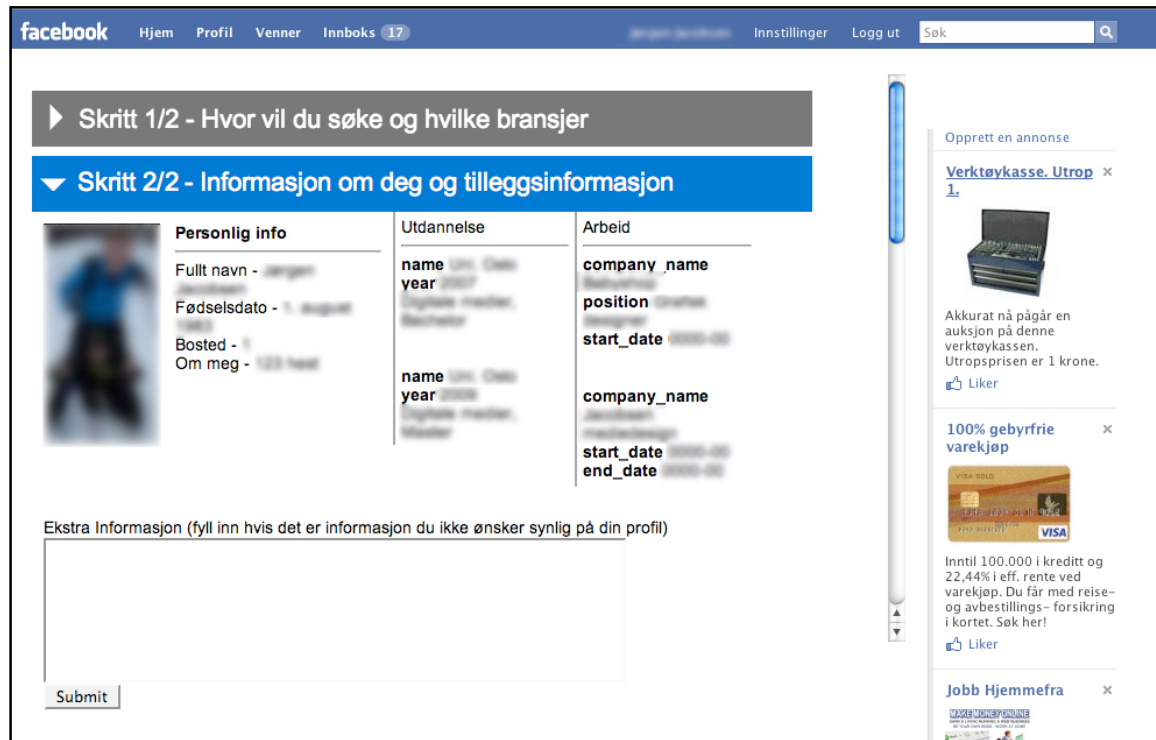 facebook Hjem Profil Venner Innboks 17 Innstillinger Logg ut Søk
Skritt 1/2 - Hvor vil du søke og hvilke bransjer
Skritt 2/2 - Informasjon om deg og tilleggsinformasjon
Personlig info
Fullt navn -
Fødselsdato -
Bosted -
Om meg -
Utdannelse
name
year
name
year
Arbeid
company_name
position
start_date
company_name
start_date
end_date
Ekstra Informasjon (fyll inn hvis det er informasjon du ikke ønsker synlig på din profil)
Submit
Opprett en annonse
Verktøykasse. Utrop
1.
Akkurat nå pågår en
auksjon på denne
verktøykassen.
Utropsprisen er 1 krone.
Liker
100% gebyrfrie
varekjøp
VISA GOLD
VISA
Inntil 100.000 i kreditt og
22,44% i eff. rente ved
varekjøp. Du får med reise-
og avbestillings- forsikring
i kortet. Søk her!
Liker
Jobb Hjemmefra
MAKE MONEY ONLINE